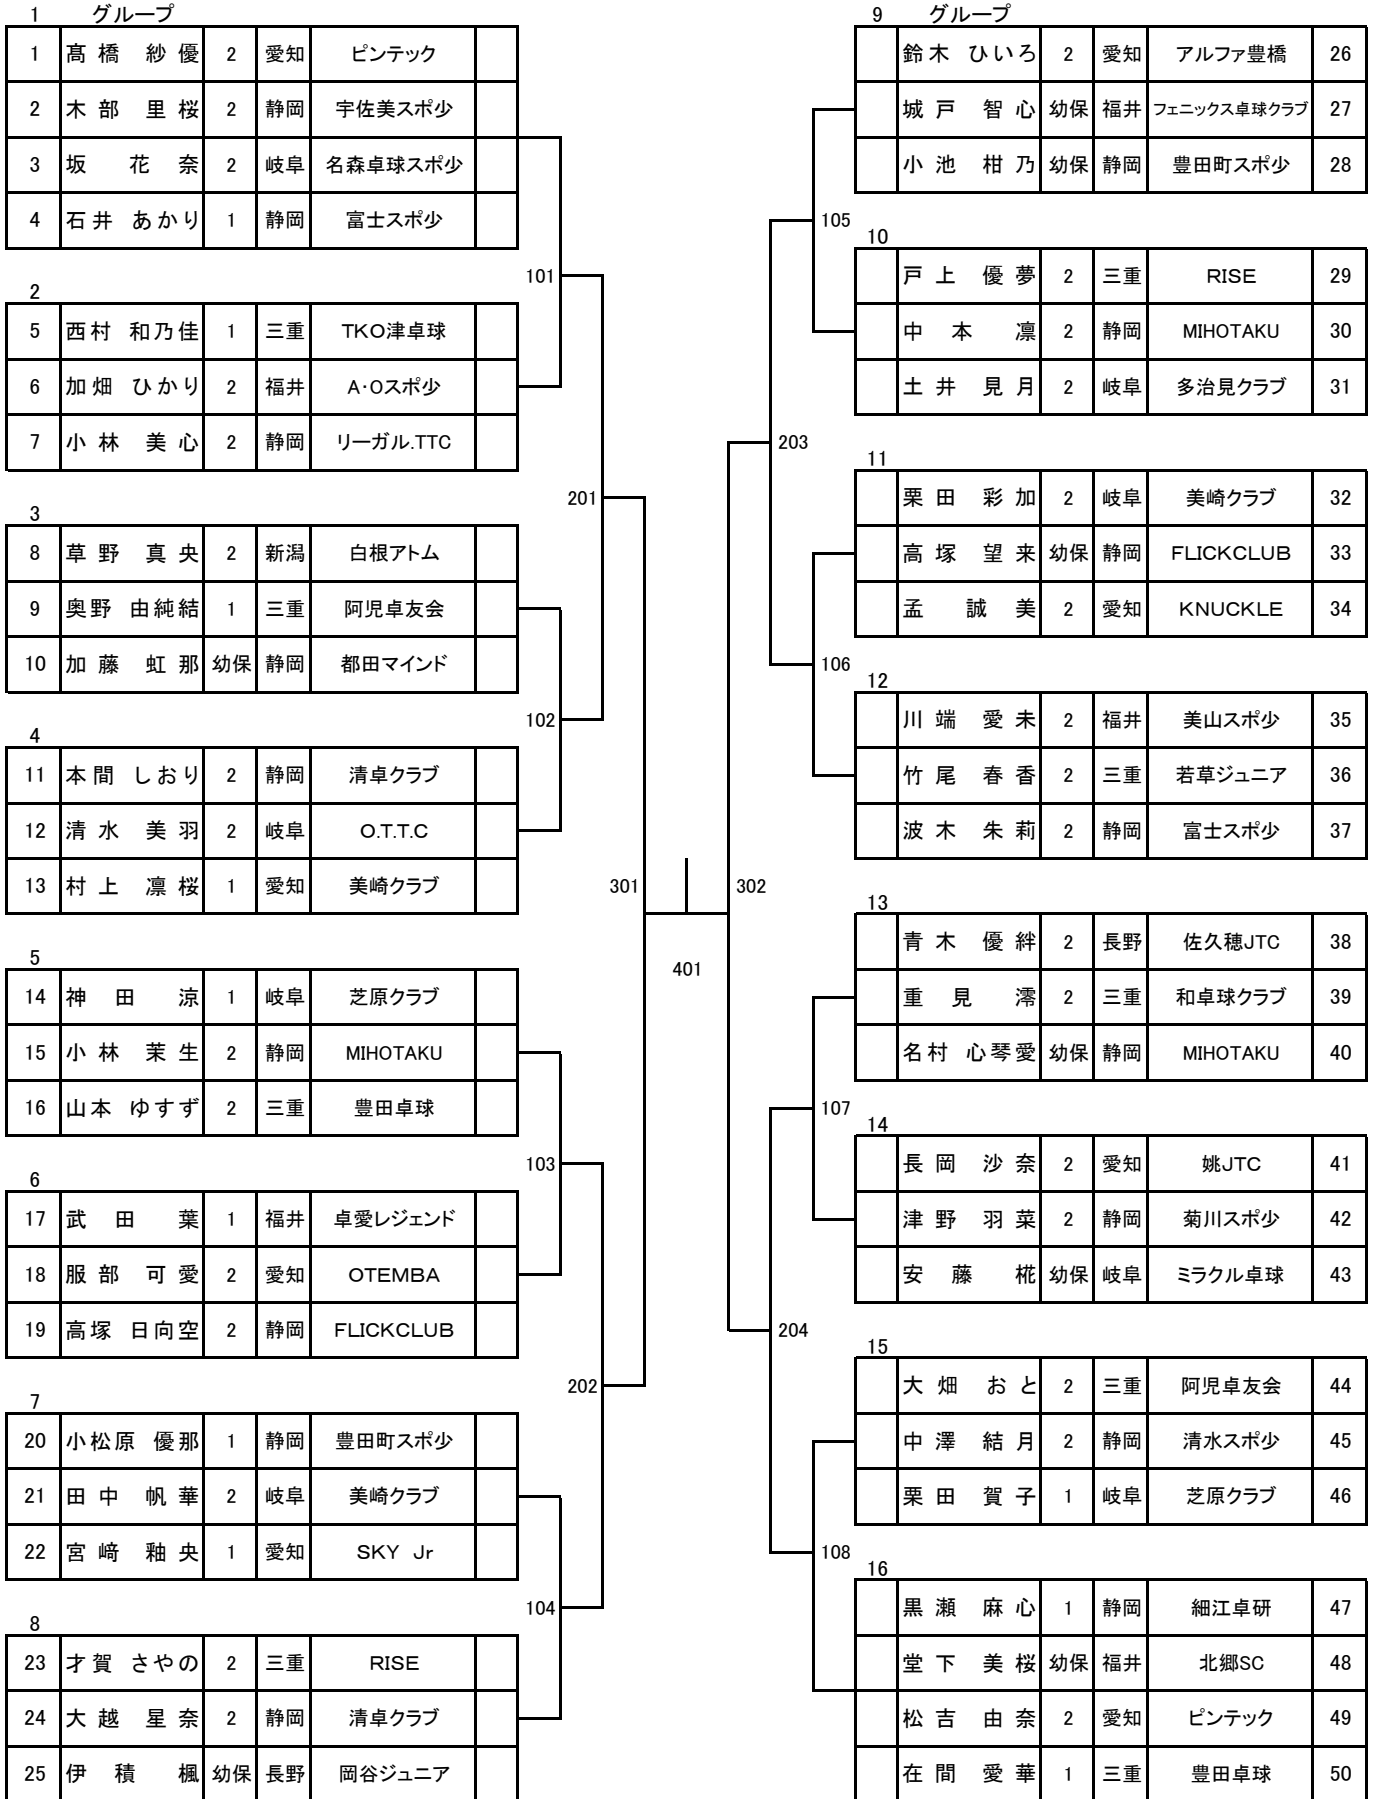 1 グループ
1 髙橋 紗優 2 愛知 ピンテック
2 木部 里桜 2 静岡 宇佐美スポ少
3 坂 花奈 2 岐阜 名森卓球スポ少
4 石井 あかり 1 静岡 富士スポ少
101
2
5 西村 和乃佳 1 三重 TKO津卓球
6 加畑 ひかり 2 福井 A・Oスポ少
7 小林 美心 2 静岡 リーガル.TTC
201
3
8 草野 真央 2 新潟 白根アトム
9 奥野 由純結 1 三重 阿児卓友会
10 加藤 虹那 幼保 静岡 都田マインド
102
4
11 本間 しおり 2 静岡 清卓クラブ
12 清水 美羽 2 岐阜 O.T.T.C
13 村上 凛桜 1 愛知 美崎クラブ
301
401
5
14 神田 涼 1 岐阜 芝原クラブ
15 小林 茉生 2 静岡 MIHOTAKU
16 山本 ゆすず 2 三重 豊田卓球
103
6
17 武田 葉 1 福井 卓愛レジェンド
18 服部 可愛 2 愛知 OTEMBA
19 高塚 日向空 2 静岡 FLICKCLUB
202
7
20 小松原 優那 1 静岡 豊田町スポ少
21 田中 帆華 2 岐阜 美崎クラブ
22 宮﨑 釉央 1 愛知 SKY Jr
104
8
23 才賀 さやの 2 三重 RISE
24 大越 星奈 2 静岡 清卓クラブ
25 伊積 楓 幼保 長野 岡谷ジュニア
9 グループ
鈴木 ひいろ 2 愛知 アルファ豊橋 26
城戸 智心 幼保 福井 フェニックス卓球クラブ 27
小池 柑乃 幼保 静岡 豊田町スポ少 28
105
10
戸上 優夢 2 三重 RISE 29
中本 凛 2 静岡 MIHOTAKU 30
土井 見月 2 岐阜 多治見クラブ 31
203
11
栗田 彩加 2 岐阜 美崎クラブ 32
高塚 望来 幼保 静岡 FLICKCLUB 33
孟 誠美 2 愛知 KNUCKLE 34
106
12
川端 愛未 2 福井 美山スポ少 35
竹尾 春香 2 三重 若草ジュニア 36
波木 朱莉 2 静岡 富士スポ少 37
302
13
青木 優絆 2 長野 佐久穂JTC 38
重見 澪 2 三重 和卓球クラブ 39
名村 心琴愛 幼保 静岡 MIHOTAKU 40
107
14
長岡 沙奈 2 愛知 姚JTC 41
津野 羽菜 2 静岡 菊川スポ少 42
安藤 椛 幼保 岐阜 ミラクル卓球 43
204
15
大畑 おと 2 三重 阿児卓友会 44
中澤 結月 2 静岡 清水スポ少 45
栗田 賀子 1 岐阜 芝原クラブ 46
108
16
黒瀬 麻心 1 静岡 細江卓研 47
堂下 美桜 幼保 福井 北郷SC 48
松吉 由奈 2 愛知 ピンテック 49
在間 愛華 1 三重 豊田卓球 50